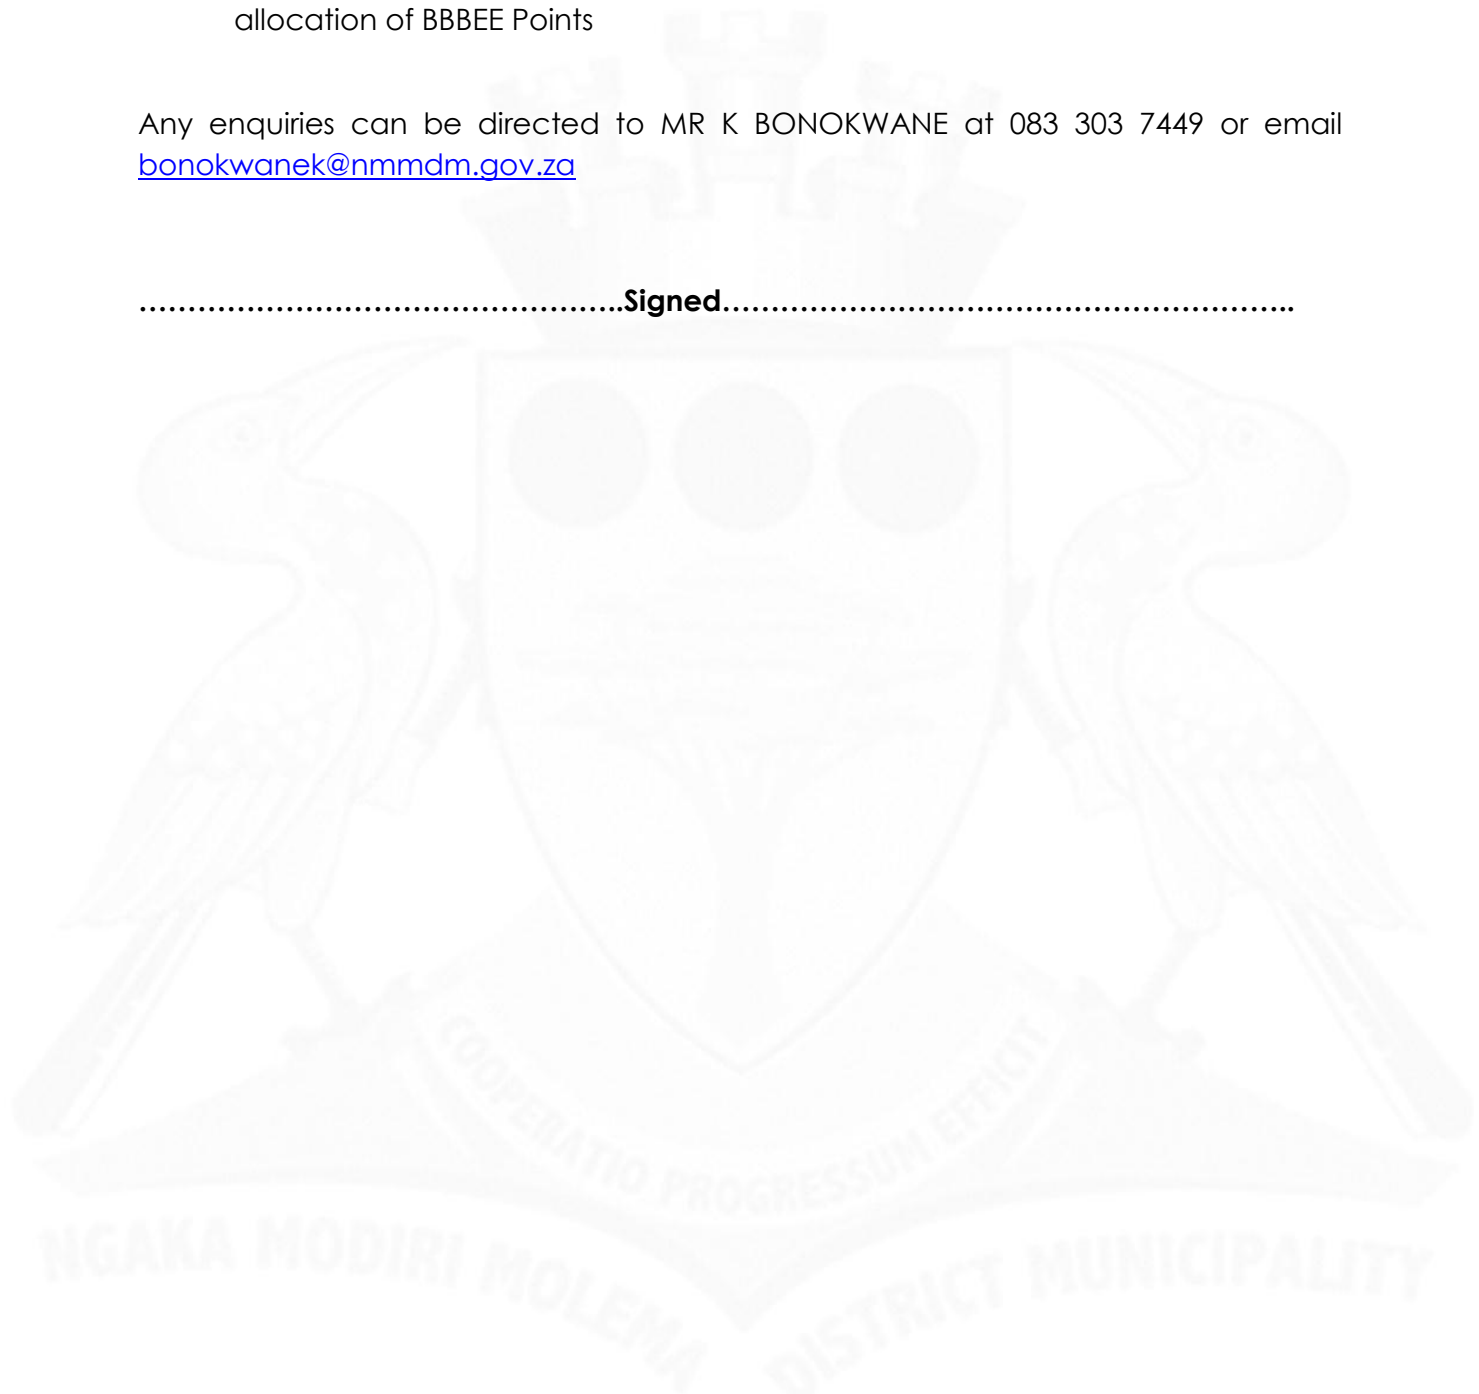 allocation of BBBEE Points
Any enquiries can be directed to MR K BONOKWANE at 083 303 7449 or email
bonokwanek@nmmdm.gov.za
……………………………………………Signed…………………………………………………..
COOPERATIO PROGRESSUM EFFICIT
NGAKA MODIRI MOLEMA DISTRICT MUNICIPALITY